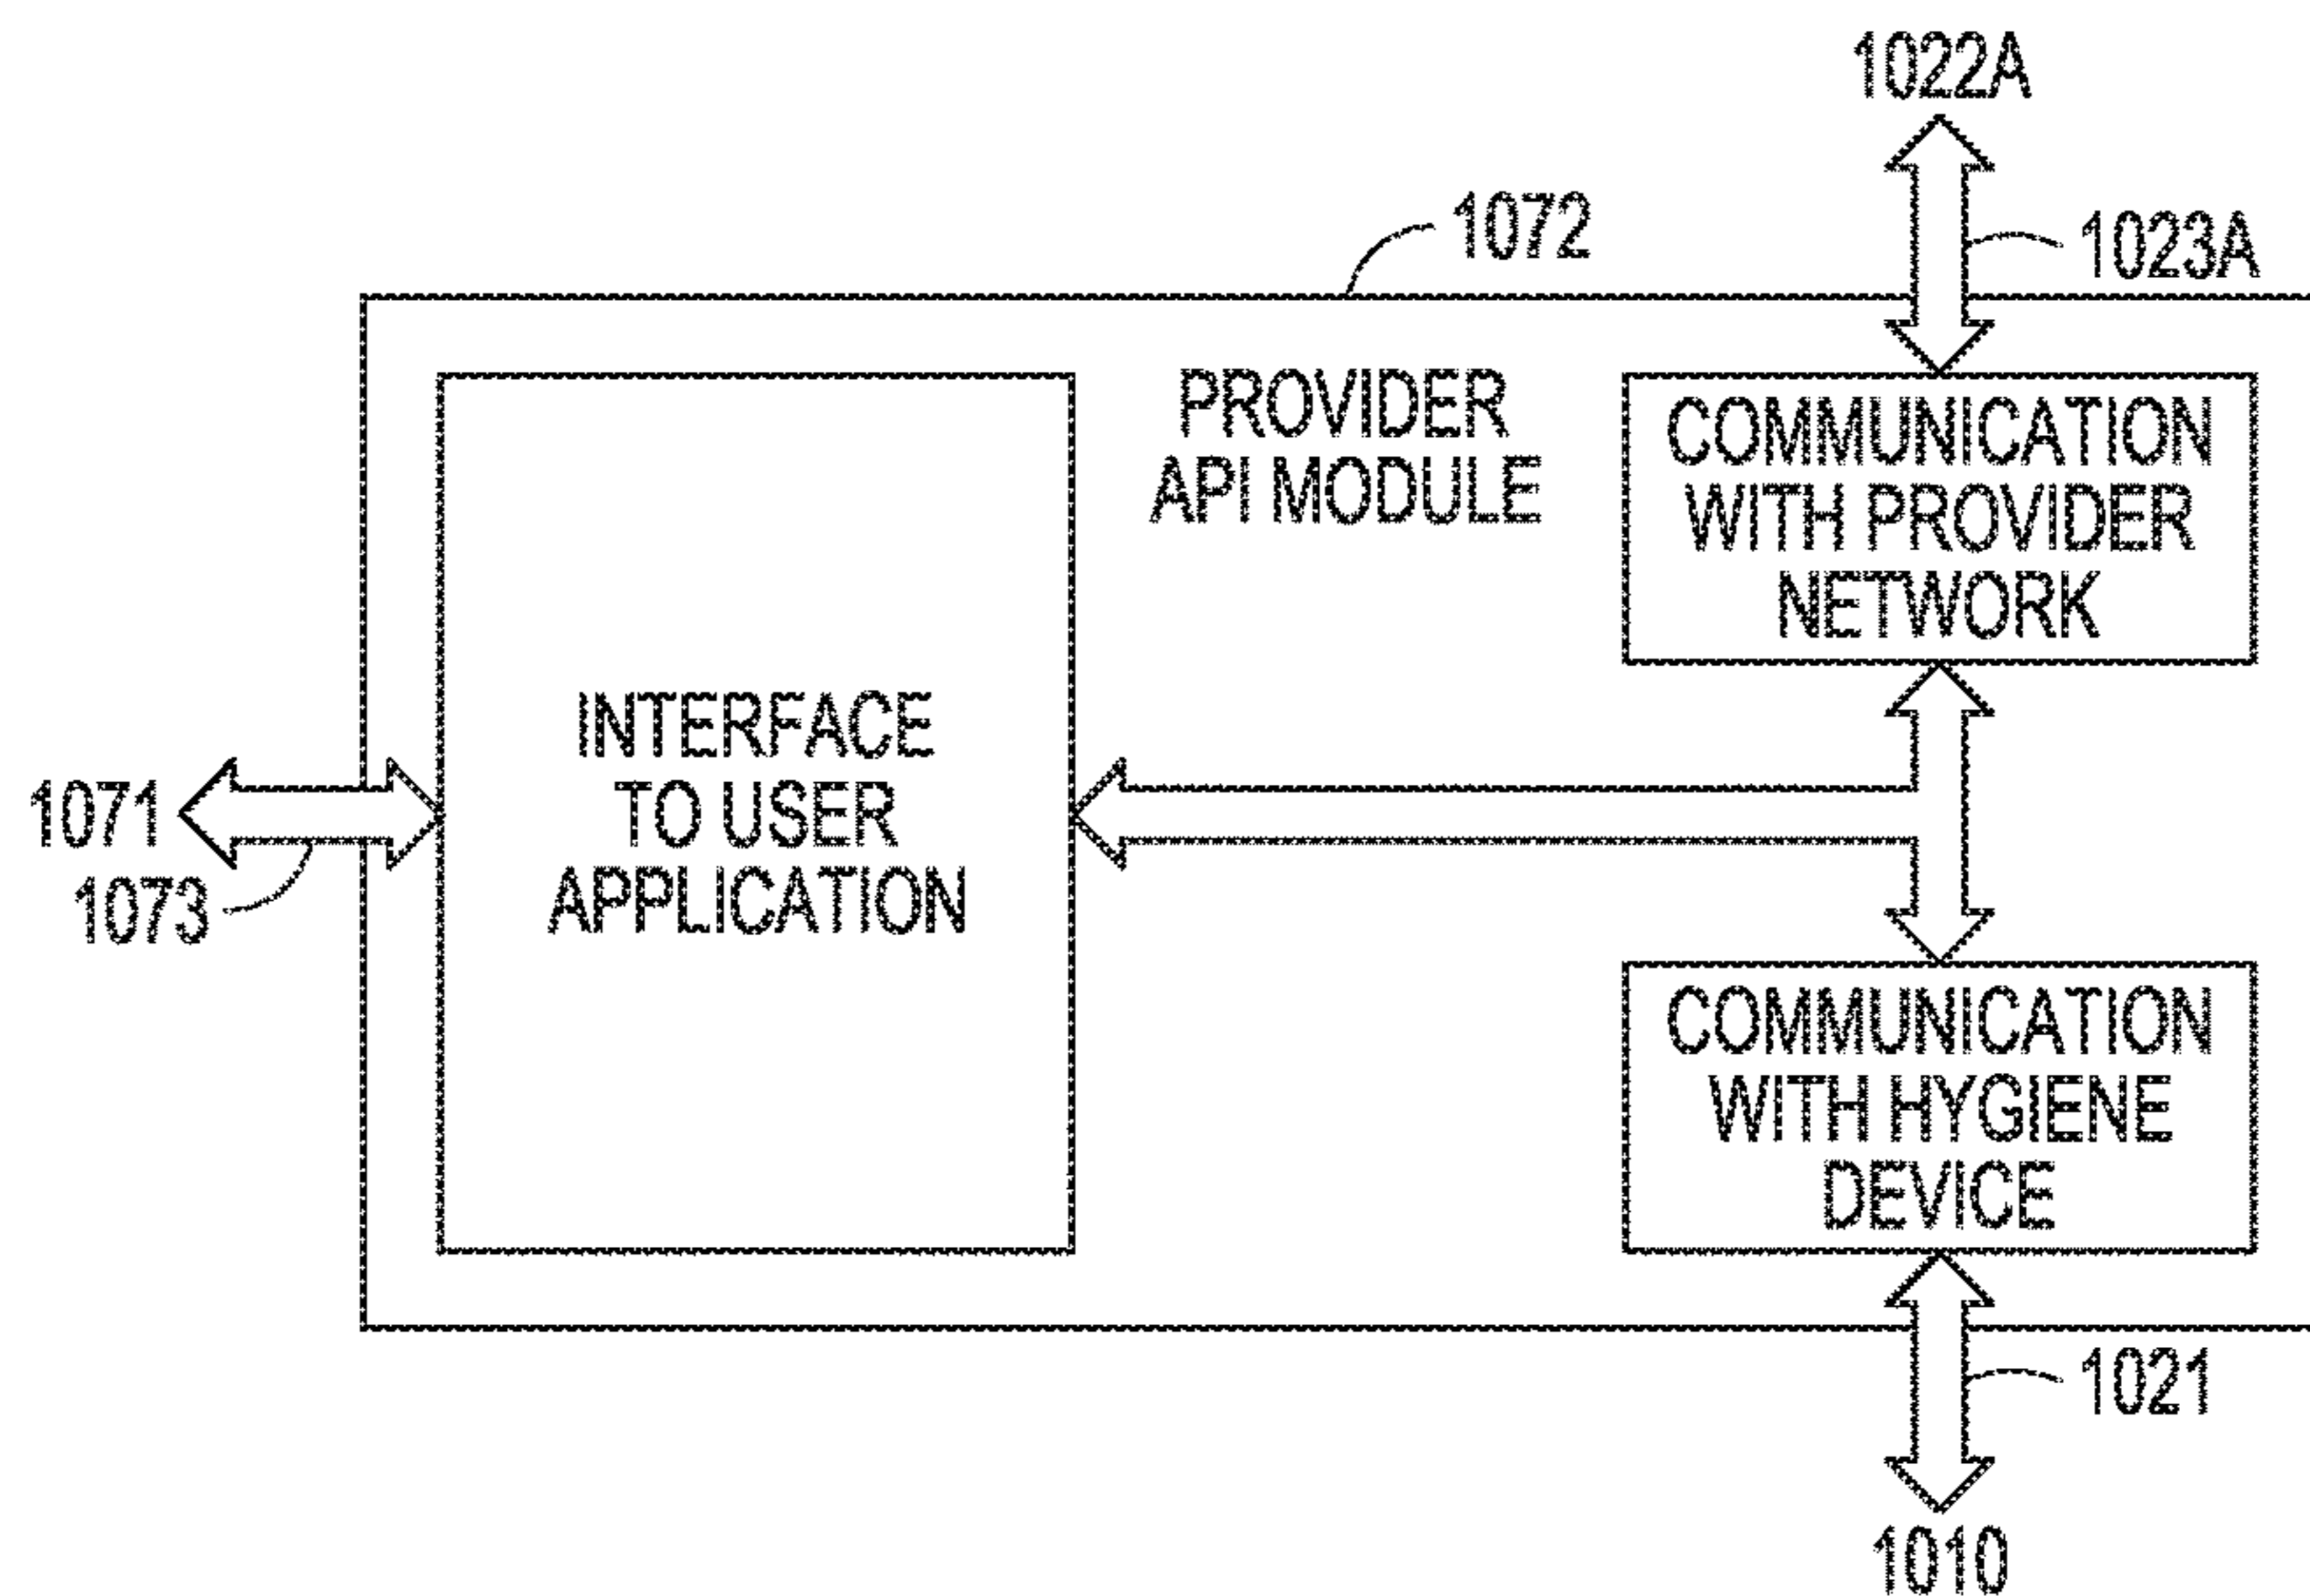 1022A
1072
1023A
PROVIDER
API MODULE
COMMUNICATION
WITH PROVIDER
NETWORK
INTERFACE
TO USER
APPLICATION
1071
1073
COMMUNICATION
WITH HYGIENE
DEVICE
1021
1010